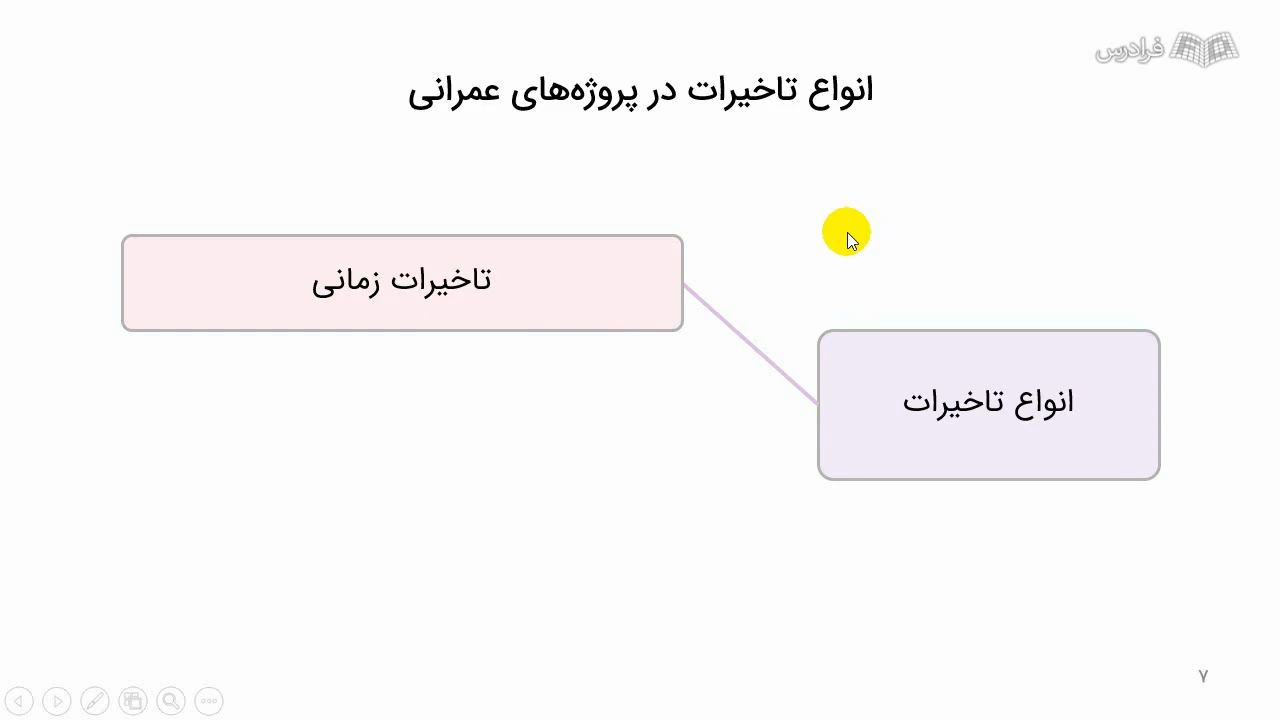 فرادرس
انواع تاخیرات در پروژه‌های عمرانی
تاخیرات زمانی
انواع تاخیرات
۷